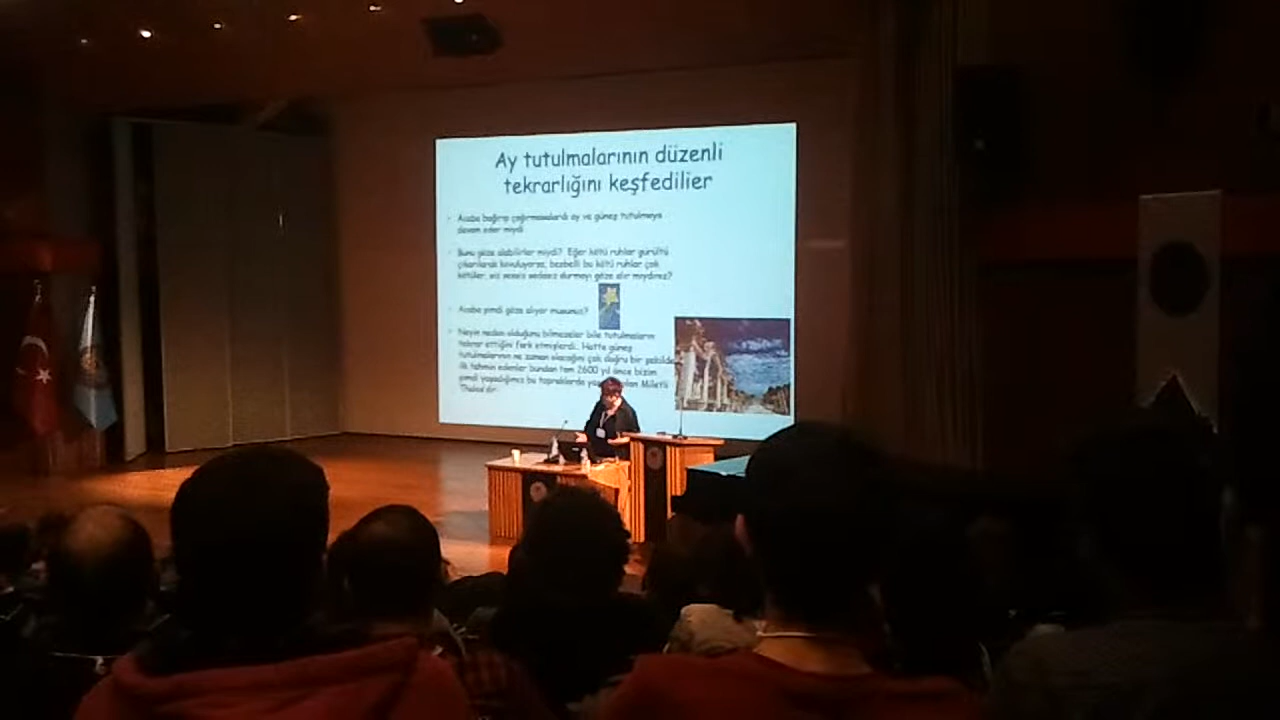 Ay tutulmalarının düzenli
tekrarlığını keşfedilier
Acaba bağırıp çağırmasalardı ay ve güneş tutulmaya
devam eder miydi
Bunu göze alabilirler miydi? Eğer kötü ruhlar gürültü
çıkarılarak kovuluyorsa, besbelli bu kötü ruhlar çok
kötüler, siz sessiz sedasız durmayı göze alır mıydınız?
Acaba şimdi göze alıyor musunuz?
Neyin neden olduğunu bilmeseler bile tutulmaların
tekrar ettiğini fark etmişlerdi. Hatta güneş
tutulmalarının ne zaman olacağını çok doğru bir şekilde
ilk tahmin edenler bundan tam 2600 yıl önce bizim
şimdi yaşadığımız bu topraklarda Miletli